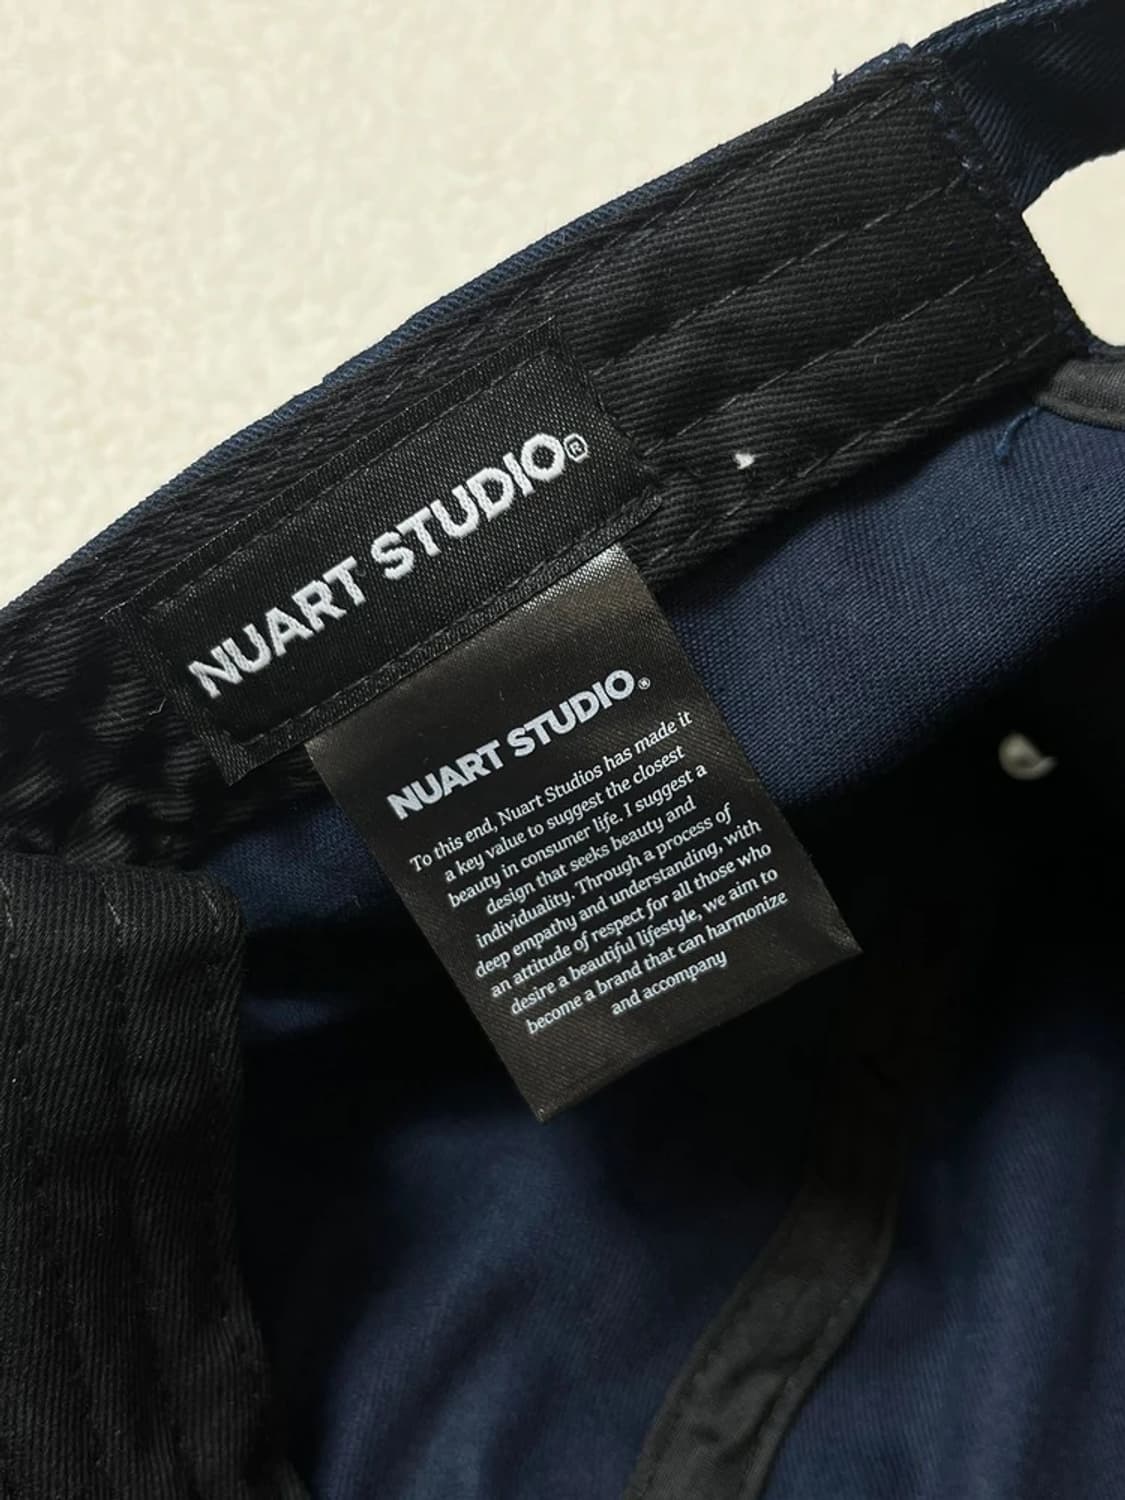 NUART STUDIO®
NUART STUDIO®
To this end, Nuart Studios has made it
a key value to suggest the closest
beauty in consumer life. I suggest a
design that seeks beauty and
individuality. Through a process of
deep empathy and understanding, with
an attitude of respect for all those who
desire a beautiful lifestyle, we aim to
become a brand that can harmonize
and accompany